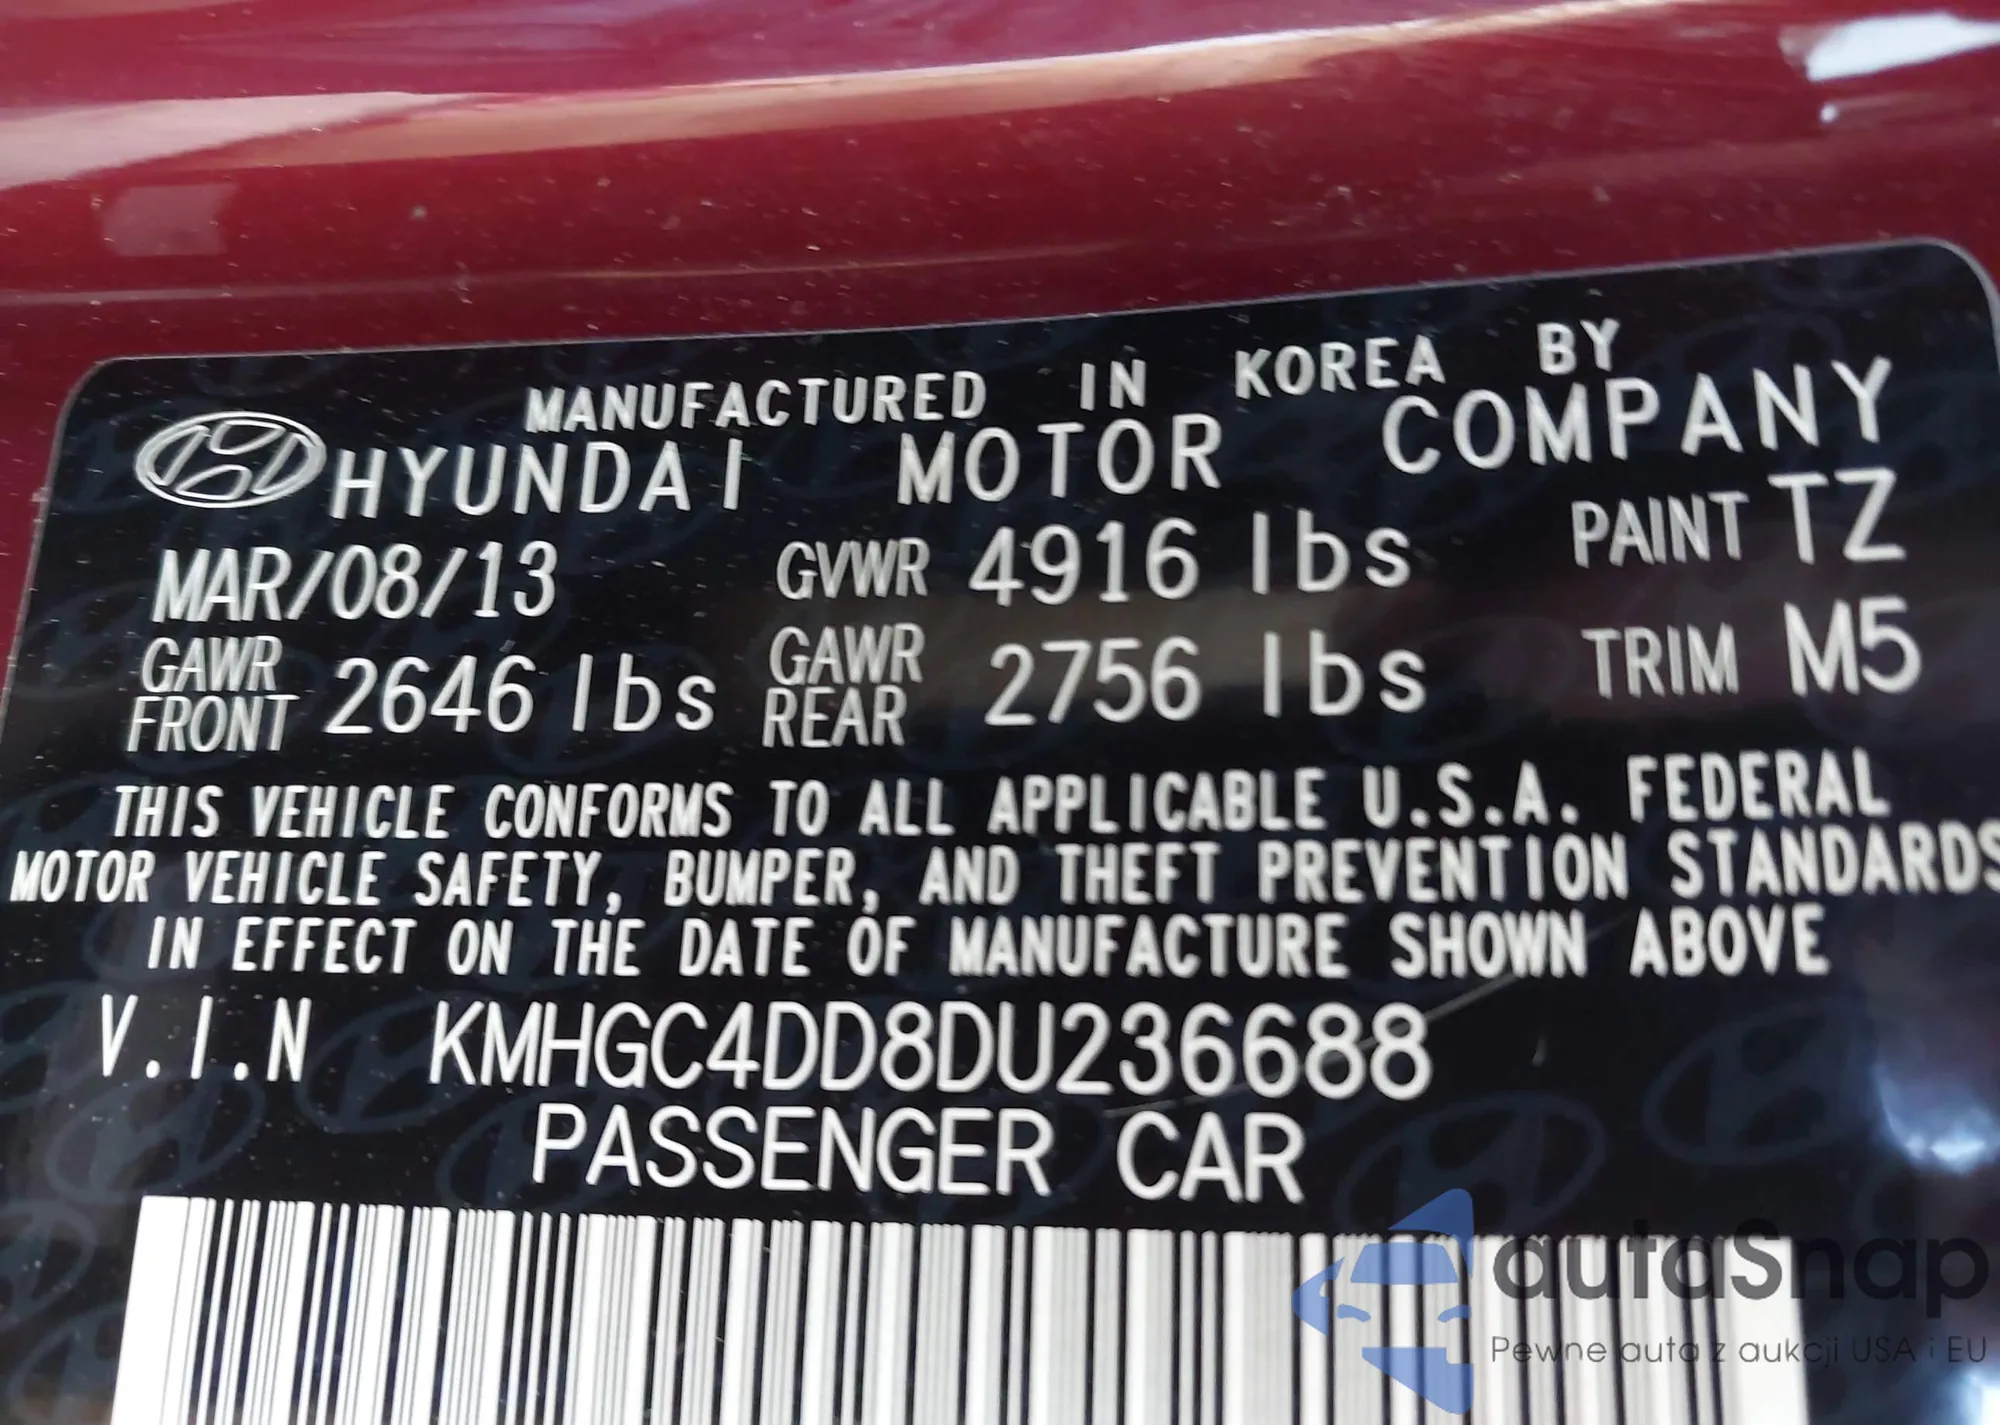 MANUFACTURED IN KOREA BY
HYUNDAI MOTOR COMPANY
MAR/08/13 GVWR 4916 lbs PAINT TZ
GAWR FRONT 2646 lbs GAWR REAR 2756 lbs TRIM M5
THIS VEHICLE CONFORMS TO ALL APPLICABLE U.S.A. FEDERAL
MOTOR VEHICLE SAFETY, BUMPER, AND THEFT PREVENTION STANDARDS
IN EFFECT ON THE DATE OF MANUFACTURE SHOWN ABOVE
V.I.N KMHGC4DD8DU236688
PASSENGER CAR
autaSnap
Pewne auta z aukcji USA i EU